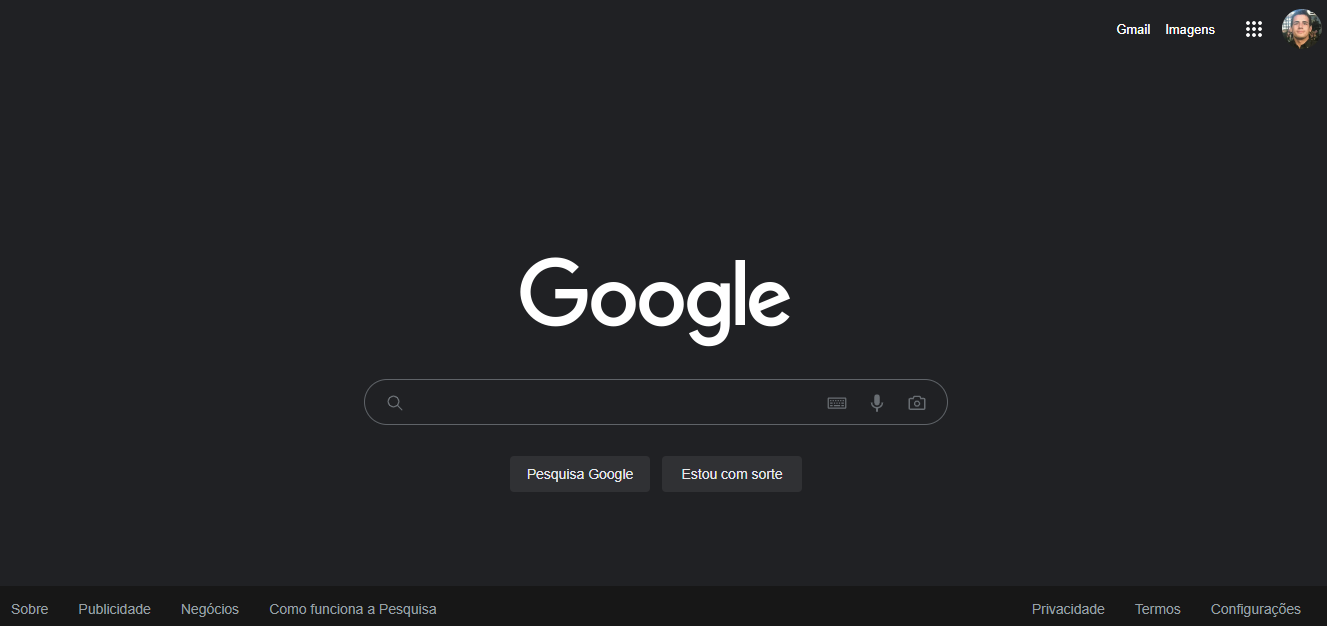 Gmail Imagens
Google
Pesquisa Google Estou com sorte
Sobre Publicidade Negócios Como funciona a Pesquisa Privacidade Termos Configurações